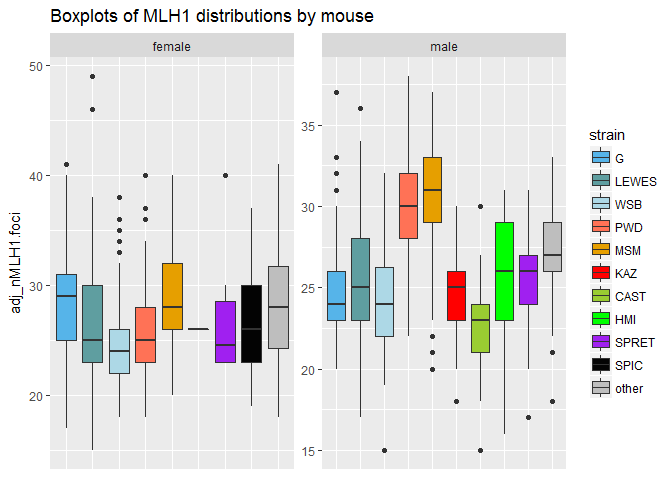 Boxplots of MLH1 distributions by mouse
female
male
adj_nMLH1.foci
50
40
30
20
35
30
25
20
15
strain
G
LEWES
WSB
PWD
MSM
KAZ
CAST
HMI
SPRET
SPIC
other